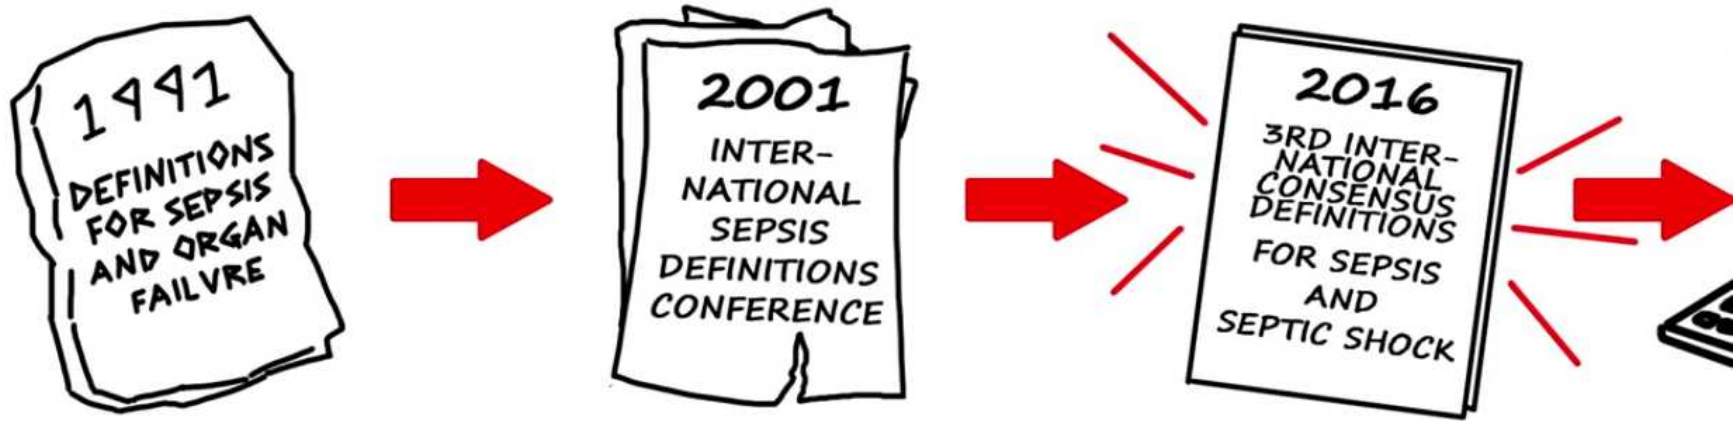 1991
DEFINITIONS
FOR SEPSIS
AND ORGAN
FAILVRE
2001
INTER-
NATIONAL
SEPSIS
DEFINITIONS
CONFERENCE
2016
3RD INTER-
NATIONAL
CONSENSUS
DEFINITIONS
FOR SEPSIS
AND
SEPTIC SHOCK